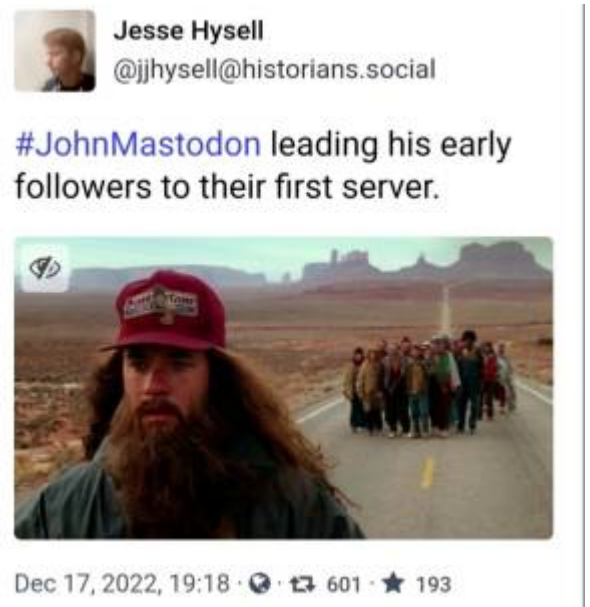 Jesse Hysell
@jjhysell@historians.social
#JohnMastodon leading his early
followers to their first server.
Dec 17, 2022, 19:18 · · 601 · 193